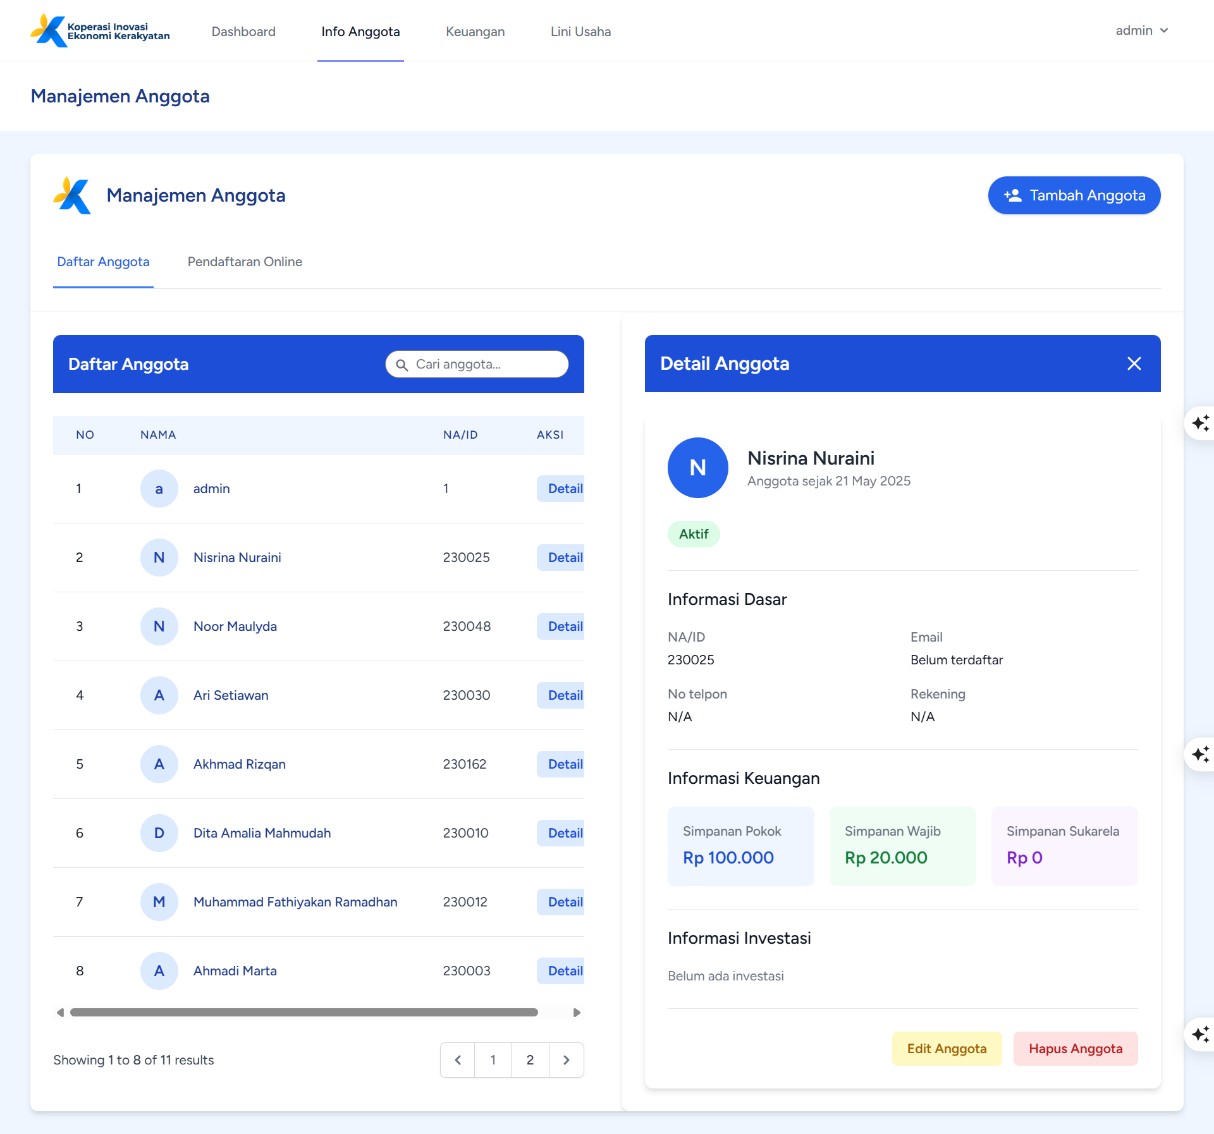 Koperasi Inovasi
Ekonomi Kerakyatan
Dashboard
Info Anggota
Keuangan
Lini Usaha
admin
Manajemen Anggota
Manajemen Anggota
Tambah Anggota
Daftar Anggota
Pendaftaran Online
Daftar Anggota
Cari anggota...
NO NAMA NA/ID AKSI
1 a admin 1 Detail
2 N Nisrina Nuraini 230025 Detail
3 N Noor Maulyda 230048 Detail
4 A Ari Setiawan 230030 Detail
5 A Akhmad Rizqan 230162 Detail
6 D Dita Amalia Mahmudah 230010 Detail
7 M Muhammad Fathiyakan Ramadhan 230012 Detail
8 A Ahmadi Marta 230003 Detail
Showing 1 to 8 of 11 results
1 2
Detail Anggota
N
Nisrina Nuraini
Anggota sejak 21 May 2025
Aktif
Informasi Dasar
NA/ID
230025
Email
Belum terdaftar
No telpon
N/A
Rekening
N/A
Informasi Keuangan
Simpanan Pokok
Rp 100.000
Simpanan Wajib
Rp 20.000
Simpanan Sukarela
Rp 0
Informasi Investasi
Belum ada investasi
Edit Anggota
Hapus Anggota